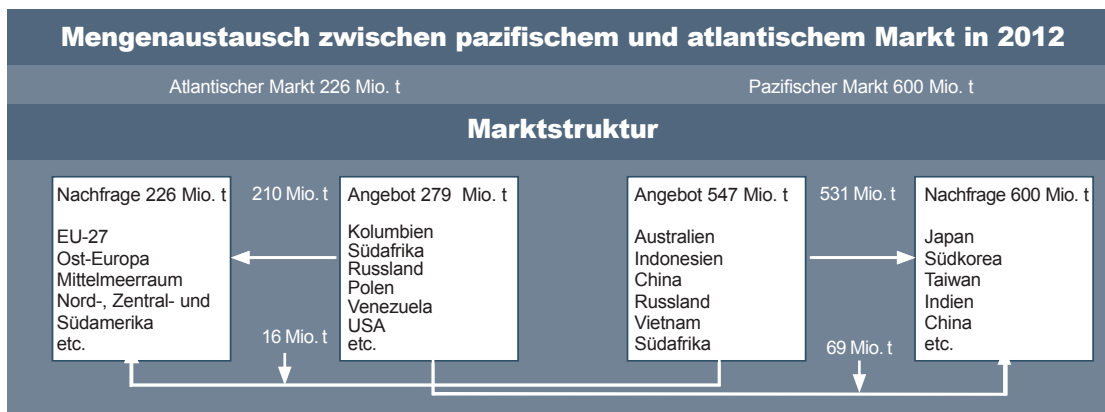 Mengenaustausch zwischen pazifischem und atlantischem Markt in 2012
Atlantischer Markt 226 Mio. t
Pazifischer Markt 600 Mio. t
Marktstruktur
Nachfrage 226 Mio. t
EU-27
Ost-Europa
Mittelmeerraum
Nord-, Zentral- und
Südamerika
etc.
210 Mio. t
16 Mio. t
Angebot 279 Mio. t
Kolumbien
Südafrika
Russland
Polen
Venezuela
USA
etc.
Angebot 547 Mio. t
Australien
Indonesien
China
Russland
Vietnam
Südafrika
531 Mio. t
69 Mio. t
Nachfrage 600 Mio. t
Japan
Südkorea
Taiwan
Indien
China
etc.